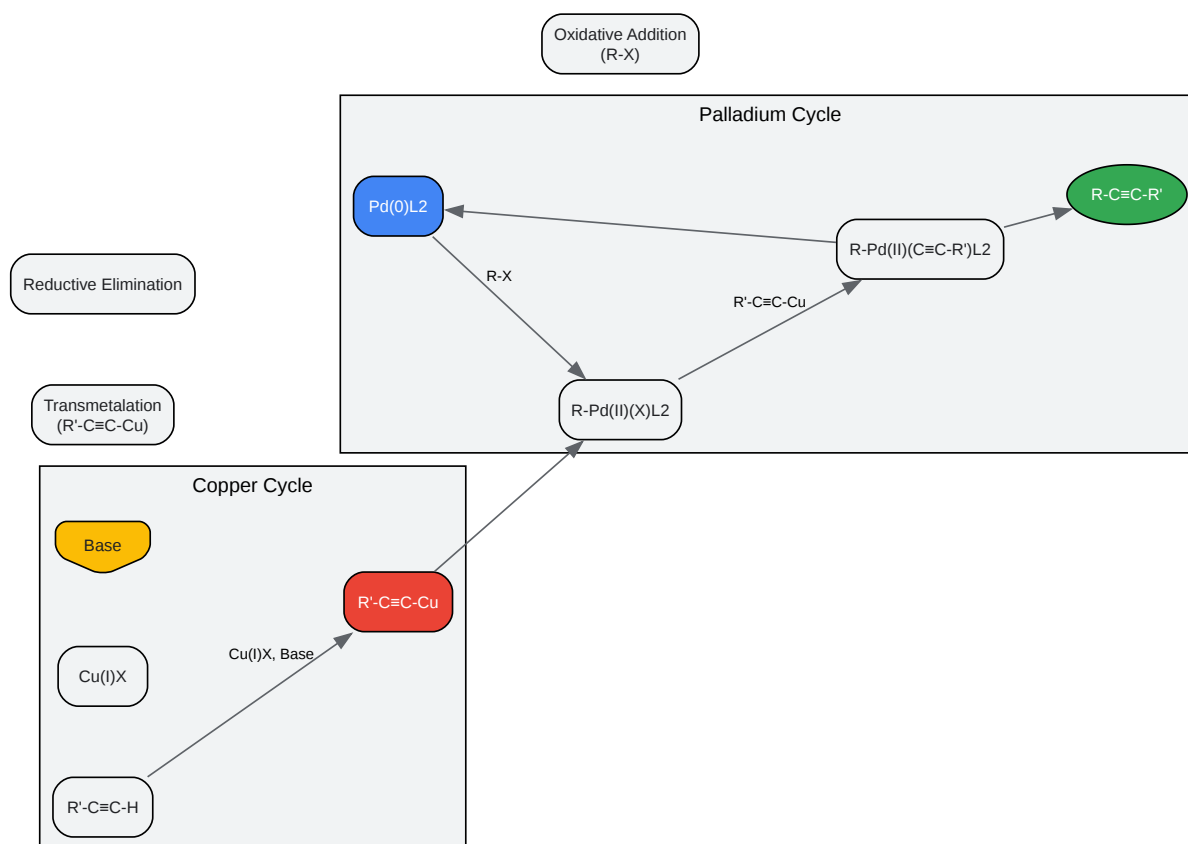 Oxidative Addition
(R-X)
Palladium Cycle
Pd(0)L2
R-C≡C-R'
R-Pd(II)(C≡C-R')L2
R-X
Reductive Elimination
R'-C≡C-Cu
Transmetalation
(R'-C≡C-Cu)
R-Pd(II)(X)L2
Copper Cycle
Base
R'-C≡C-Cu
Cu(I)X, Base
Cu(I)X
R'-C≡C-H